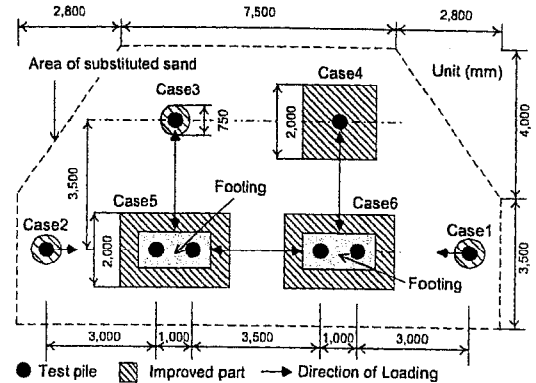 2,800 7,500 2,800
Area of substituted sand
Unit (mm)
Case3
Case4
750
2,000
4,000
3,500
Case5
Footing
Case6
Case2
Case1
2,000
Footing
3,500
3,000 1,000 3,500 1,000 3,000
Test pile Improved part Direction of Loading